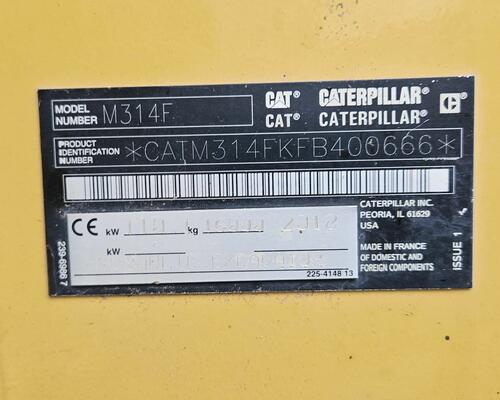 MODEL NUMBER M314F
CAT® CATERPILLAR®
CAT® CATERPILLAR®
PRODUCT IDENTIFICATION NUMBER *CATM314FKFB400666*
CATERPILLAR INC.
PEORIA, IL 61629
USA
CE kW kg
kW
MADE IN FRANCE
OF DOMESTIC AND
FOREIGN COMPONENTS
225-4148 13
239-6986 7
ISSUE 1